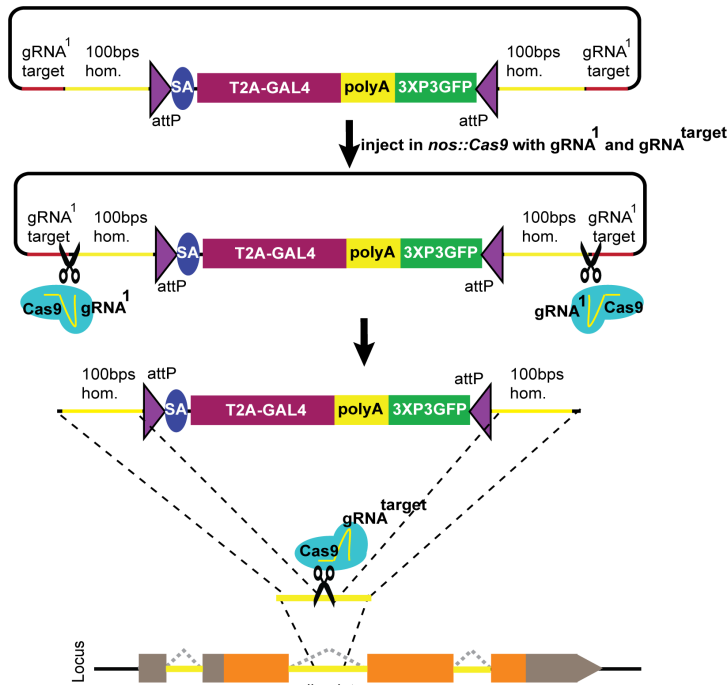 gRNA1 target
100bps hom.
attP
SA
T2A-GAL4
polyA
3XP3GFP
100bps hom.
gRNA1 target
inject in nos::Cas9 with gRNA1 and gRNAtarget
gRNA1 target
100bps hom.
attP
SA
T2A-GAL4
polyA
3XP3GFP
attP
100bps hom.
gRNA1 target
Cas9
gRNA1
gRNA1
Cas9
100bps hom.
attP
SA
T2A-GAL4
polyA
3XP3GFP
attP
100bps hom.
gRNAtarget
Cas9
Locus